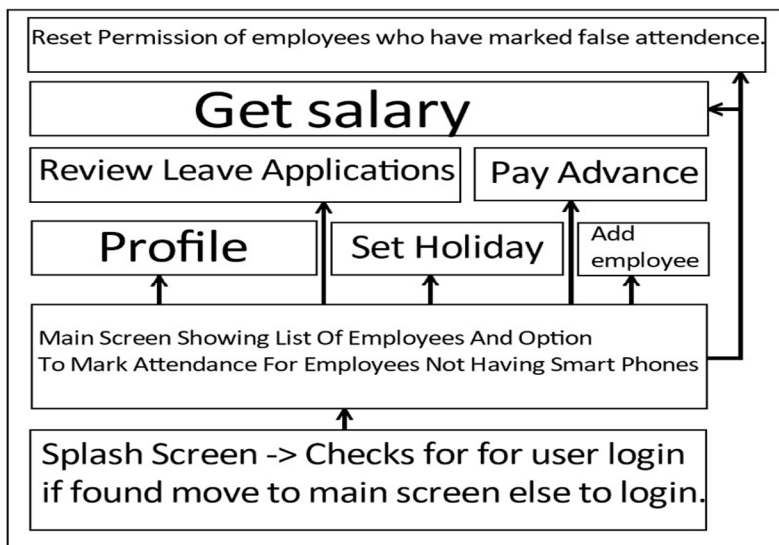 Reset Permission of employees who have marked false attendence.
Get salary
Review Leave Applications
Pay Advance
Profile
Set Holiday
Add
employee
Main Screen Showing List Of Employees And Option
To Mark Attendance For Employees Not Having Smart Phones
Splash Screen -> Checks for for user login
if found move to main screen else to login.